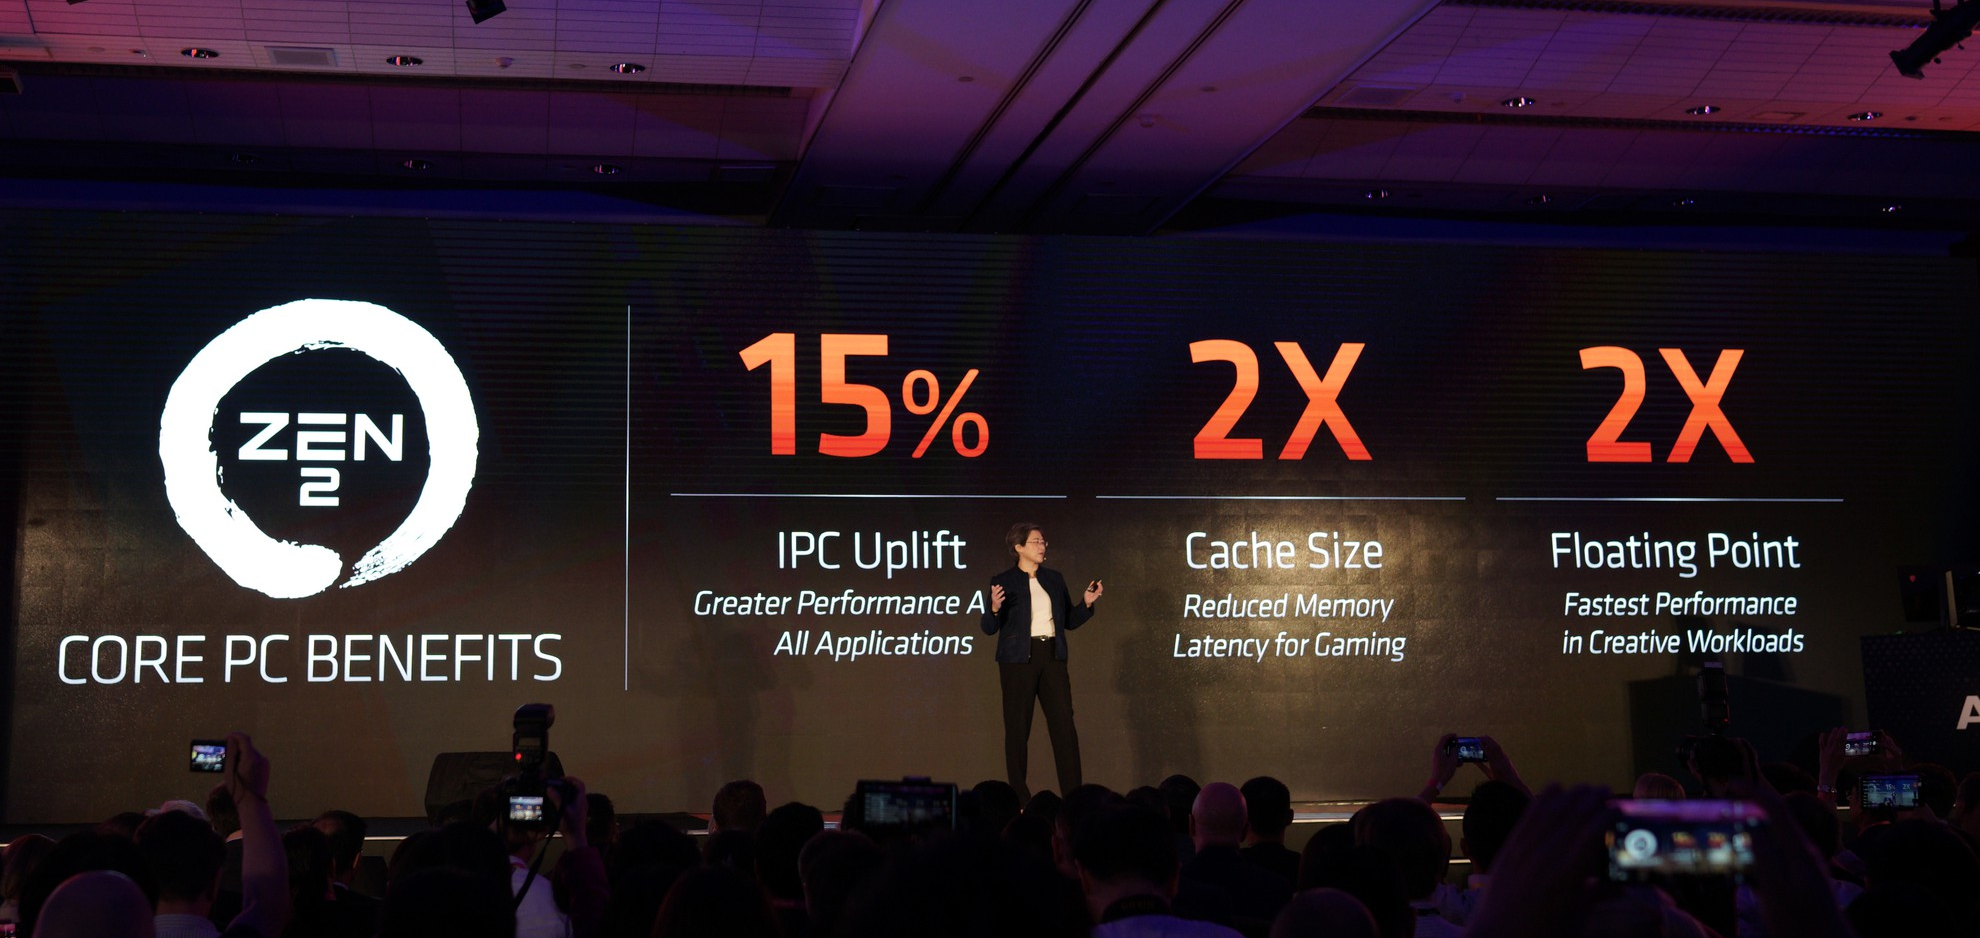 ZEN
2
CORE PC BENEFITS
15%
IPC Uplift
Greater Performance A
All Applications
2X
Cache Size
Reduced Memory
Latency for Gaming
2X
Floating Point
Fastest Performance
in Creative Workloads
A